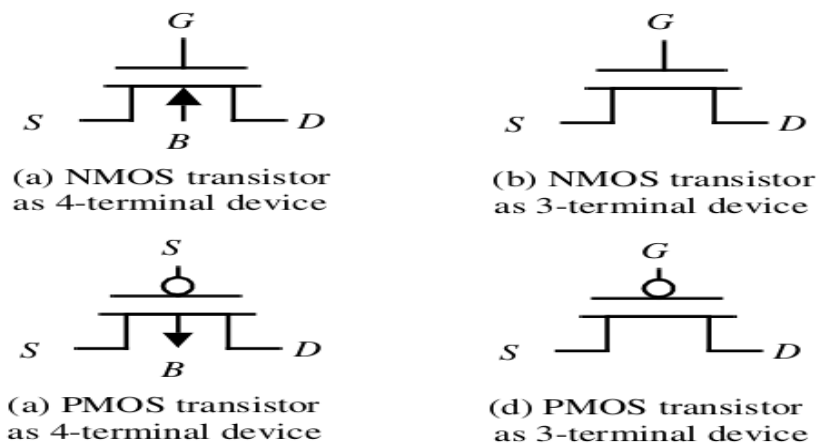 G
G
S
D
S
D
B
(a) NMOS transistor
as 4-terminal device
(b) NMOS transistor
as 3-terminal device
S
G
S
D
S
D
B
(a) PMOS transistor
as 4-terminal device
(d) PMOS transistor
as 3-terminal device